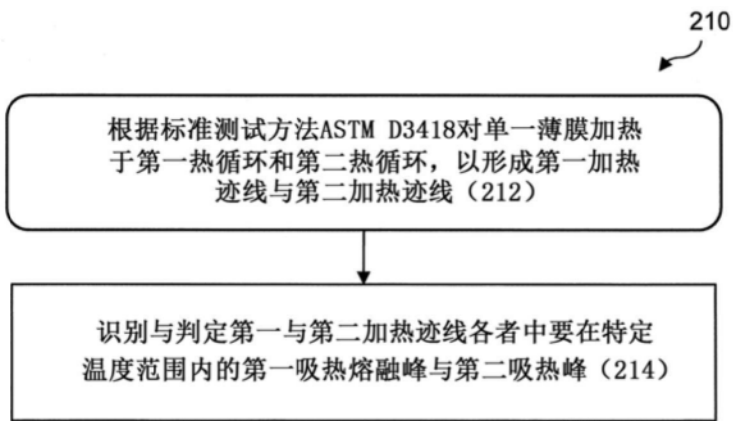 210
根据标准测试方法ASTM D3418对单一薄膜加热
于第一热循环和第二热循环，以形成第一加热
迹线与第二加热迹线（212）
识别与判定第一与第二加热迹线各者中要在特定
温度范围内的第一吸热熔融峰与第二吸热峰（214）